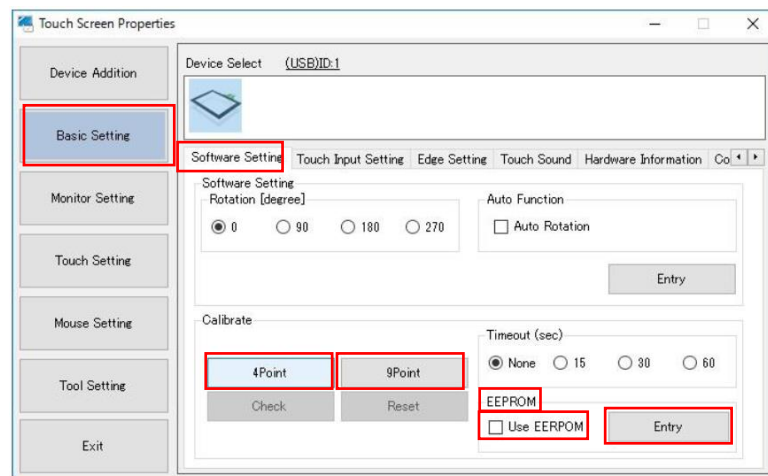 Touch Screen Properties
Device Addition
Basic Setting
Monitor Setting
Touch Setting
Mouse Setting
Tool Setting
Exit
Device Select (USB)ID:1
Software Setting Touch Input Setting Edge Setting Touch Sound Hardware Information Co
Software Setting
Rotation [degree]
0 90 180 270
Auto Function
Auto Rotation
Entry
Calibrate
4Point 9Point
Check Reset
Timeout (sec)
None 15 30 60
EEPROM
Use EERPOM Entry